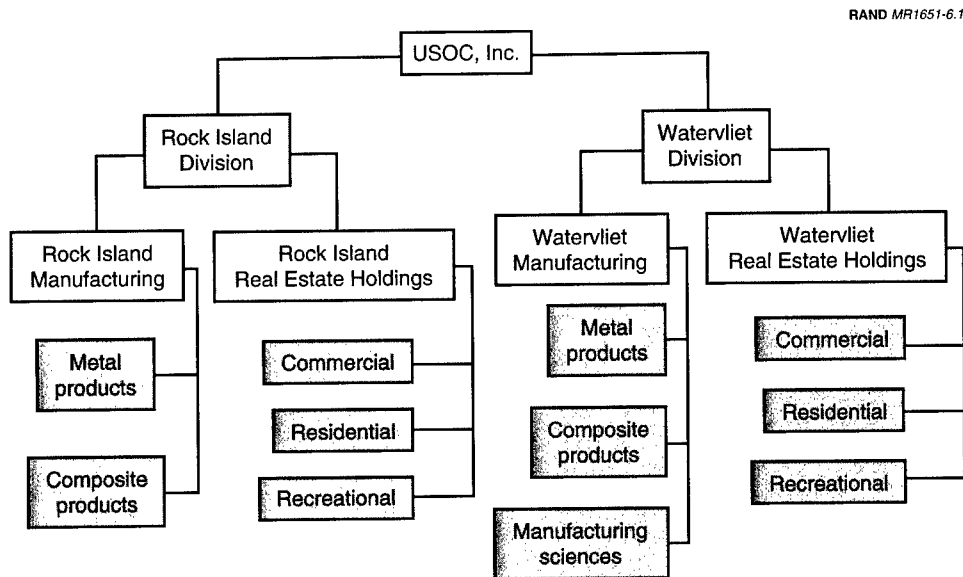 RAND MR1651-6.1
USOC, Inc.
Rock Island
Division
Watervliet
Division
Rock Island
Manufacturing
Rock Island
Real Estate Holdings
Watervliet
Manufacturing
Watervliet
Real Estate Holdings
Metal
products
Composite
products
Commercial
Residential
Recreational
Metal
products
Composite
products
Manufacturing
sciences
Commercial
Residential
Recreational